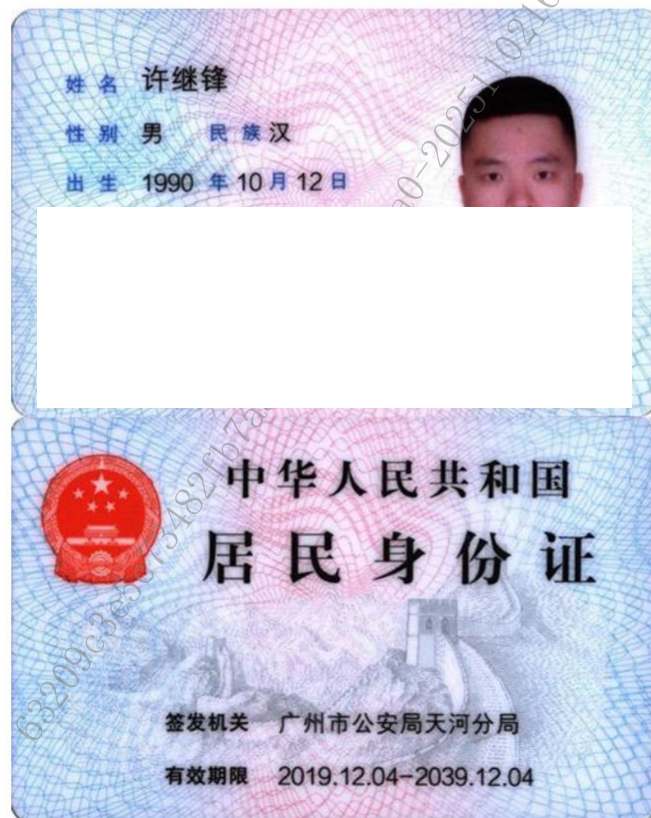 姓名 许继锋
性别 男 民族 汉
出生 1990 年 10 月 12 日
中华人民共和国
居民身份证
签发机关 广州市公安局天河分局
有效期限 2019.12.04-2039.12.04